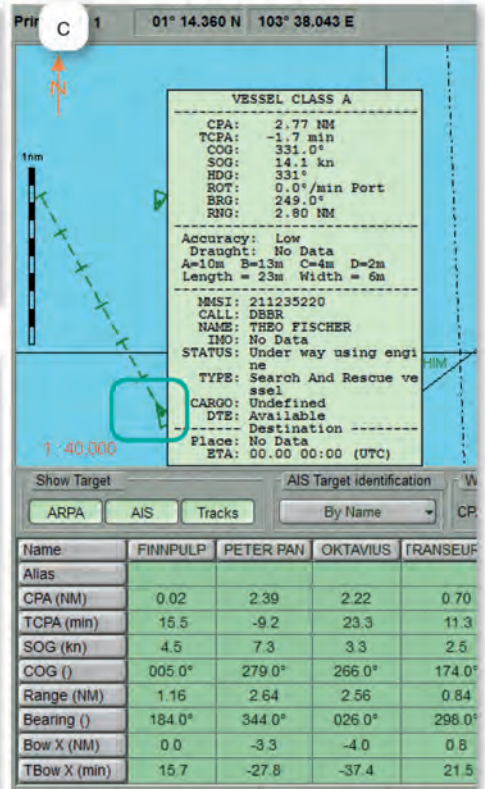 Prin 1 01° 14.360 N 103° 38.043 E
C
N
1nm
VESSEL CLASS A
CPA: 2.77 NM
TCPA: -1.7 min
COG: 331.0°
SOG: 14.1 kn
HDG: 331°
ROT: 0.0°/min Port
BRG: 249.0°
RNG: 2.80 NM
Accuracy: Low
Draught: No Data
A=10m B=13m C=4m D=2m
Length = 23m Width = 6m
MMSI: 211235220
CALL: DBBR
NAME: THEO FISCHER
IMO: No Data
STATUS: Under way using engi
ne
TYPE: Search And Rescue ve
ssel
CARGO: Undefined
DTE: Available
Destination
Place: No Data
ETA: 00.00 00:00 (UTC)
HIM
1:40,000
Show Target AIS Target identification W
ARPA AIS Tracks By Name CP
Name FINNPULP PETER PAN OKTAVIUS TRANSEUR
Alias
CPA (NM) 0.02 2.39 2.22 0.70
TCPA (min) 15.5 -9.2 23.3 11.3
SOG (kn) 4.5 7.3 3.3 2.5
COG () 005.0° 279.0° 266.0° 174.0°
Range (NM) 1.16 2.64 2.56 0.84
Bearing () 184.0° 344.0° 026.0° 298.0°
Bow X (NM) 0.0 -3.3 -4.0 0.8
TBow X (min) 15.7 -27.8 -37.4 21.5